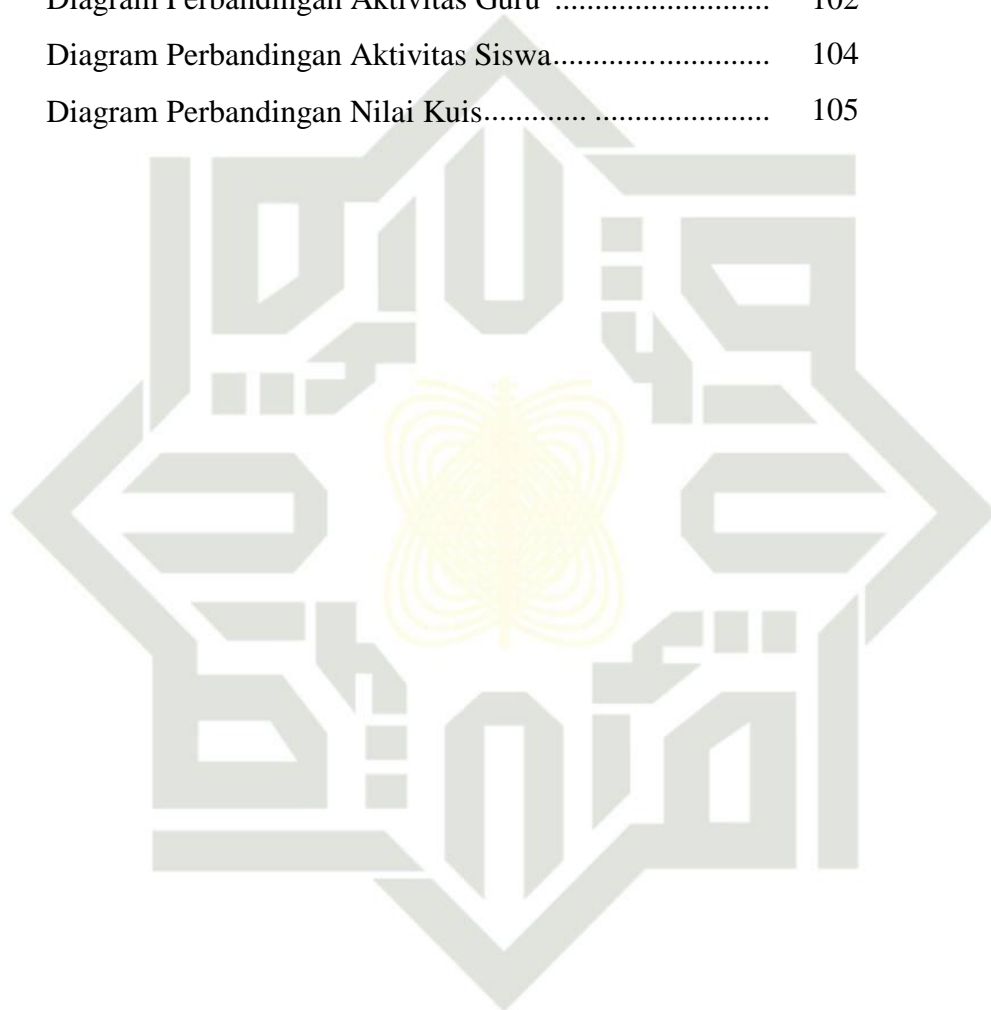 Diagram Perbandingan Aktivitas Guru ........................... 102
Diagram Perbandingan Aktivitas Siswa........................... 104
Diagram Perbandingan Nilai Kuis............. ...................... 105